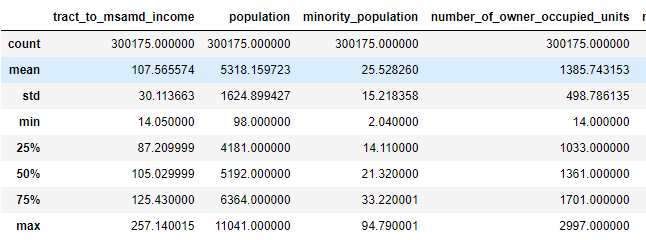 tract_to_msamd_income population minority_population number_of_owner_occupied_units
count 300175.000000 300175.000000 300175.000000 300175.000000
mean 107.565574 5318.159723 25.528260 1385.743153
std 30.113663 1624.899427 15.218358 498.786135
min 14.050000 98.000000 2.040000 14.000000
25% 87.209999 4181.000000 14.110000 1033.000000
50% 105.029999 5192.000000 21.320000 1361.000000
75% 125.430000 6364.000000 33.220001 1701.000000
max 257.140015 11041.000000 94.790001 2997.000000